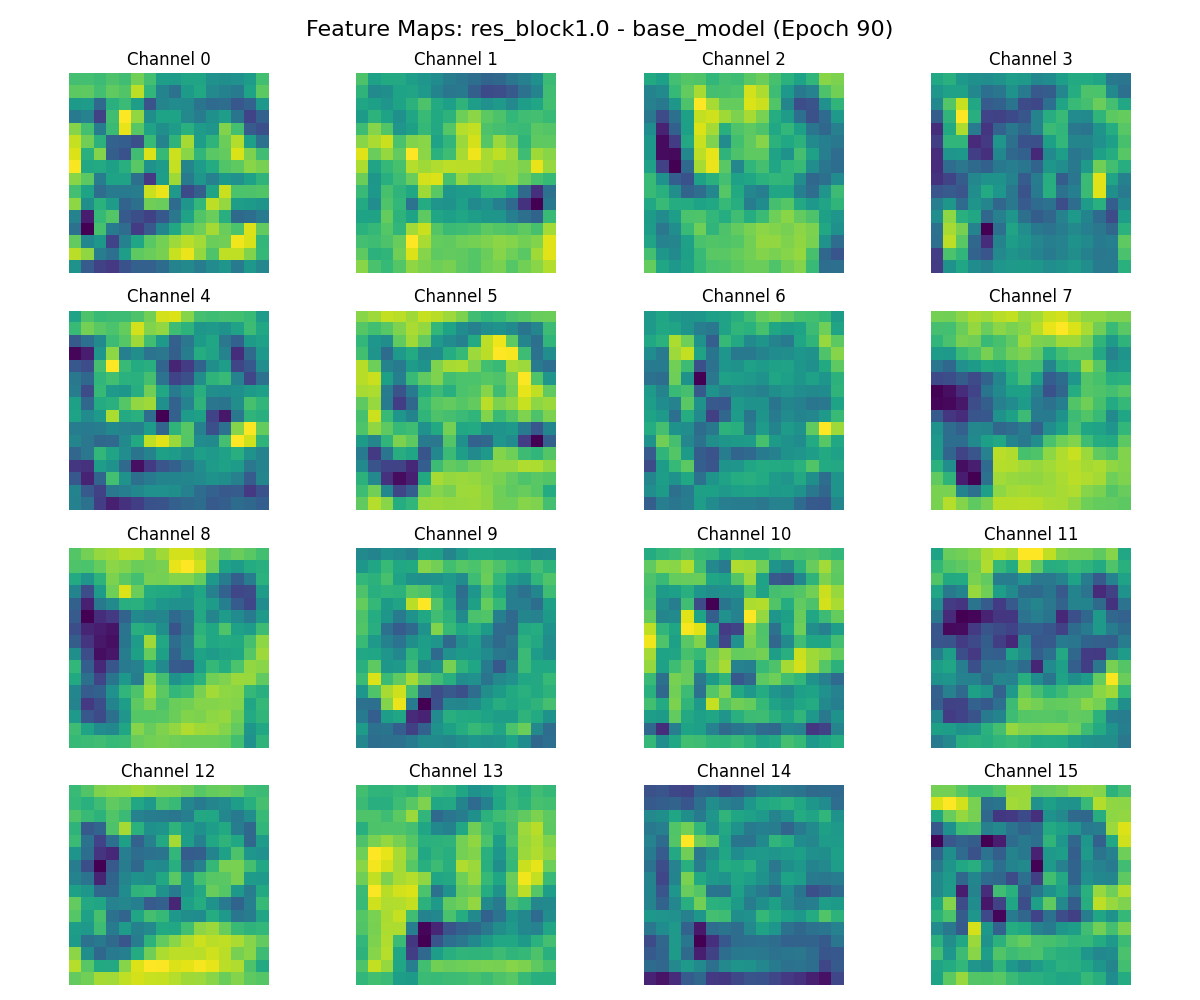 Feature Maps: res_block1.0 - base_model (Epoch 90)
Channel 0
Channel 1
Channel 2
Channel 3
Channel 4
Channel 5
Channel 6
Channel 7
Channel 8
Channel 9
Channel 10
Channel 11
Channel 12
Channel 13
Channel 14
Channel 15